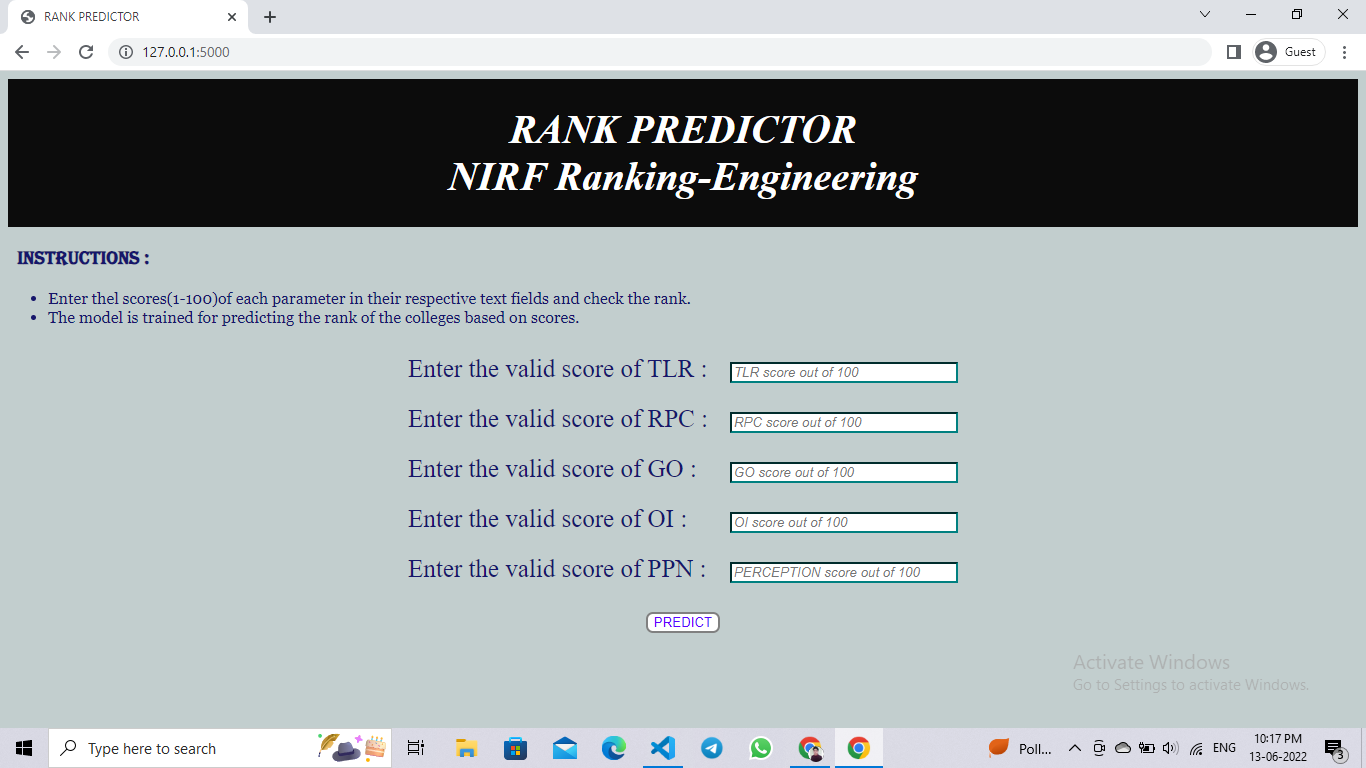 RANK PREDICTOR
127.0.0.1:5000
Guest
RANK PREDICTOR
NIRF Ranking-Engineering
INSTRUCTIONS :
• Enter thel scores(1-100)of each parameter in their respective text fields and check the rank.
• The model is trained for predicting the rank of the colleges based on scores.
Enter the valid score of TLR : TLR score out of 100
Enter the valid score of RPC : RPC score out of 100
Enter the valid score of GO : GO score out of 100
Enter the valid score of OI : OI score out of 100
Enter the valid score of PPN : PERCEPTION score out of 100
PREDICT
Activate Windows
Go to Settings to activate Windows.
Type here to search
Poll...
ENG
10:17 PM
13-06-2022
3